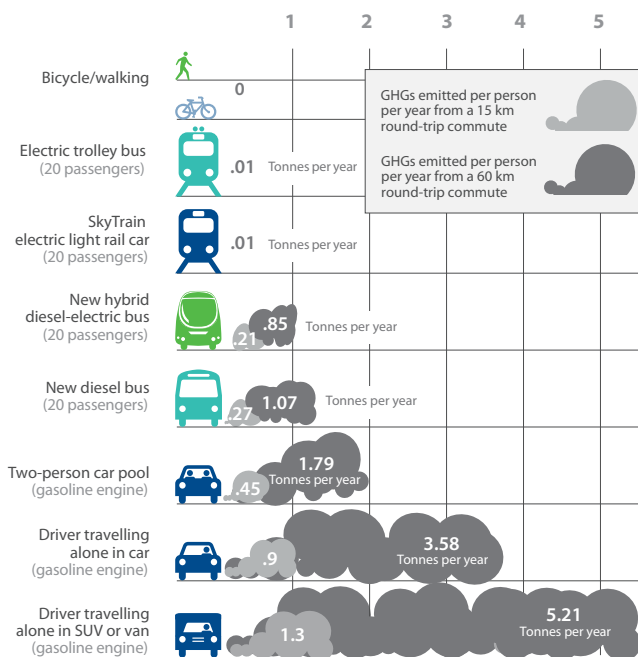 1 2 3 4 5
Bicycle/walking
0
GHGs emitted per person
per year from a 15 km
round-trip commute
GHGs emitted per person
per year from a 60 km
round-trip commute
Electric trolley bus
(20 passengers)
.01 Tonnes per year
SkyTrain
electric light rail car
(20 passengers)
.01 Tonnes per year
New hybrid
diesel-electric bus
(20 passengers)
.21 .85 Tonnes per year
New diesel bus
(20 passengers)
.27 1.07 Tonnes per year
Two-person car pool
(gasoline engine)
.45 1.79
Tonnes per year
Driver travelling
alone in car
(gasoline engine)
.9 3.58
Tonnes per year
Driver travelling
alone in SUV or van
(gasoline engine)
1.3 5.21
Tonnes per year